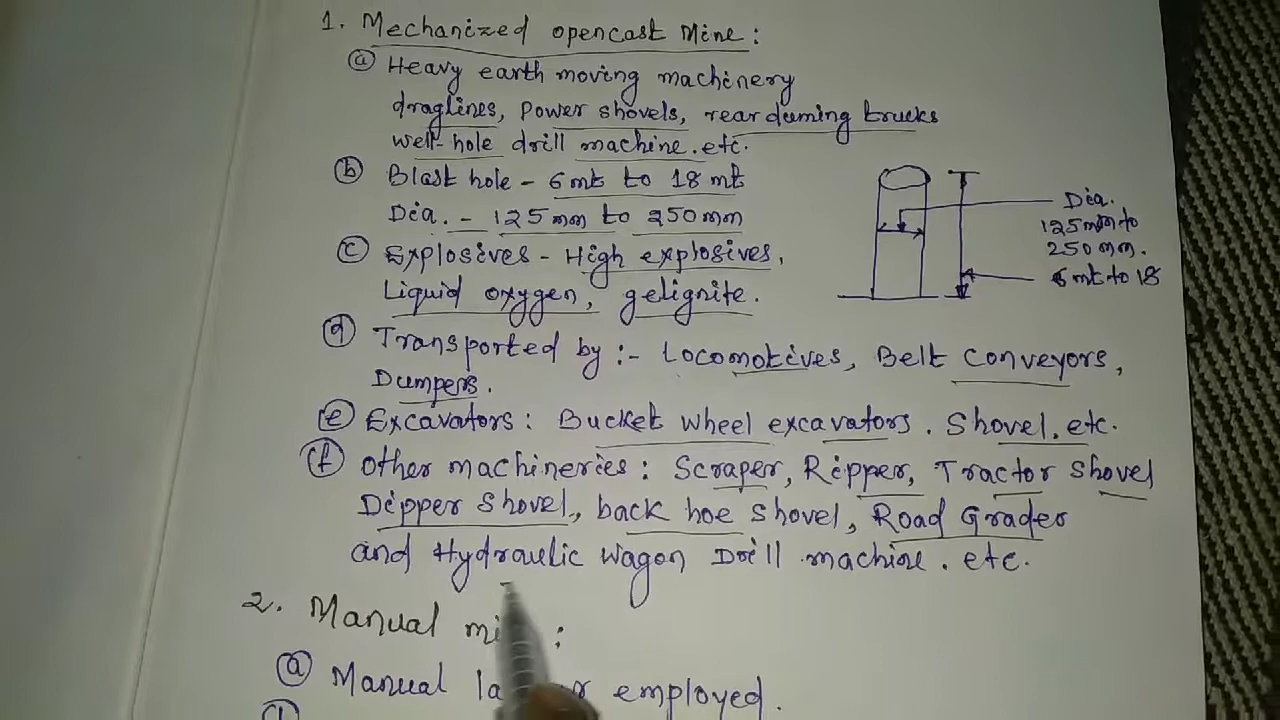 1. Mechanized opencast Mine :
(a) Heavy earth moving machinery
draglines, power shovels, rear duming trucks
well-hole drill machine. etc.
(b) Blast hole - 6 mt to 18 mt
Dia. - 125 mm to 250 mm
(c) Explosives - High explosives,
Liquid oxygen, gelignite.
Dia.
125 mm to
250 mm.
6 mt to 18
(d) Transported by :- Locomotives, Belt conveyors,
Dumpers.
(e) Excavators : Bucket wheel excavators. Shovel. etc.
(f) Other machineries : Scraper, Ripper, Tractor shovel
Dipper shovel, back hoe shovel, Road Grader
and Hydraulic wagon Drill machine. etc.
2. Manual :
(a) Manual employed.